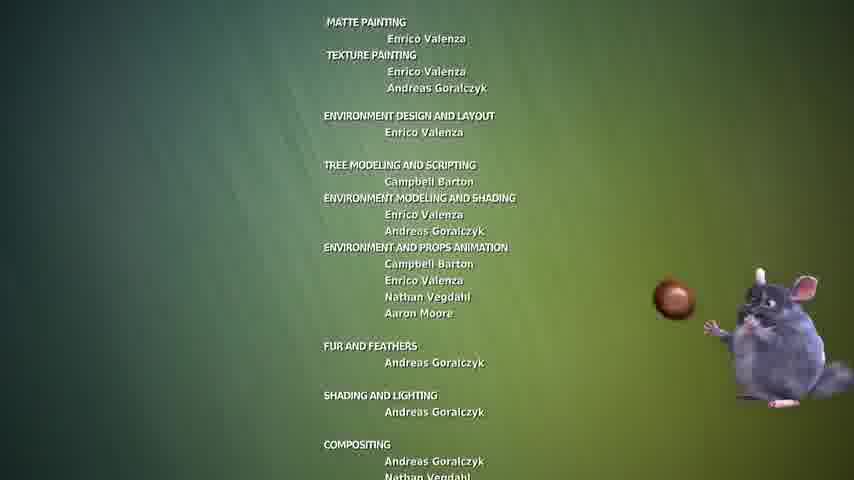 MATTE PAINTING
Enrico Valenza
TEXTURE PAINTING
Enrico Valenza
Andreas Goralczyk
ENVIRONMENT DESIGN AND LAYOUT
Enrico Valenza
TREE MODELING AND SCRIPTING
Campbell Barton
ENVIRONMENT MODELING AND SHADING
Enrico Valenza
Andreas Goralczyk
ENVIRONMENT AND PROPS ANIMATION
Campbell Barton
Enrico Valenza
Nathan Vegdahl
Aaron Moore
FUR AND FEATHERS
Andreas Goralczyk
SHADING AND LIGHTING
Andreas Goralczyk
COMPOSITING
Andreas Goralczyk
Nathan Vegdahl